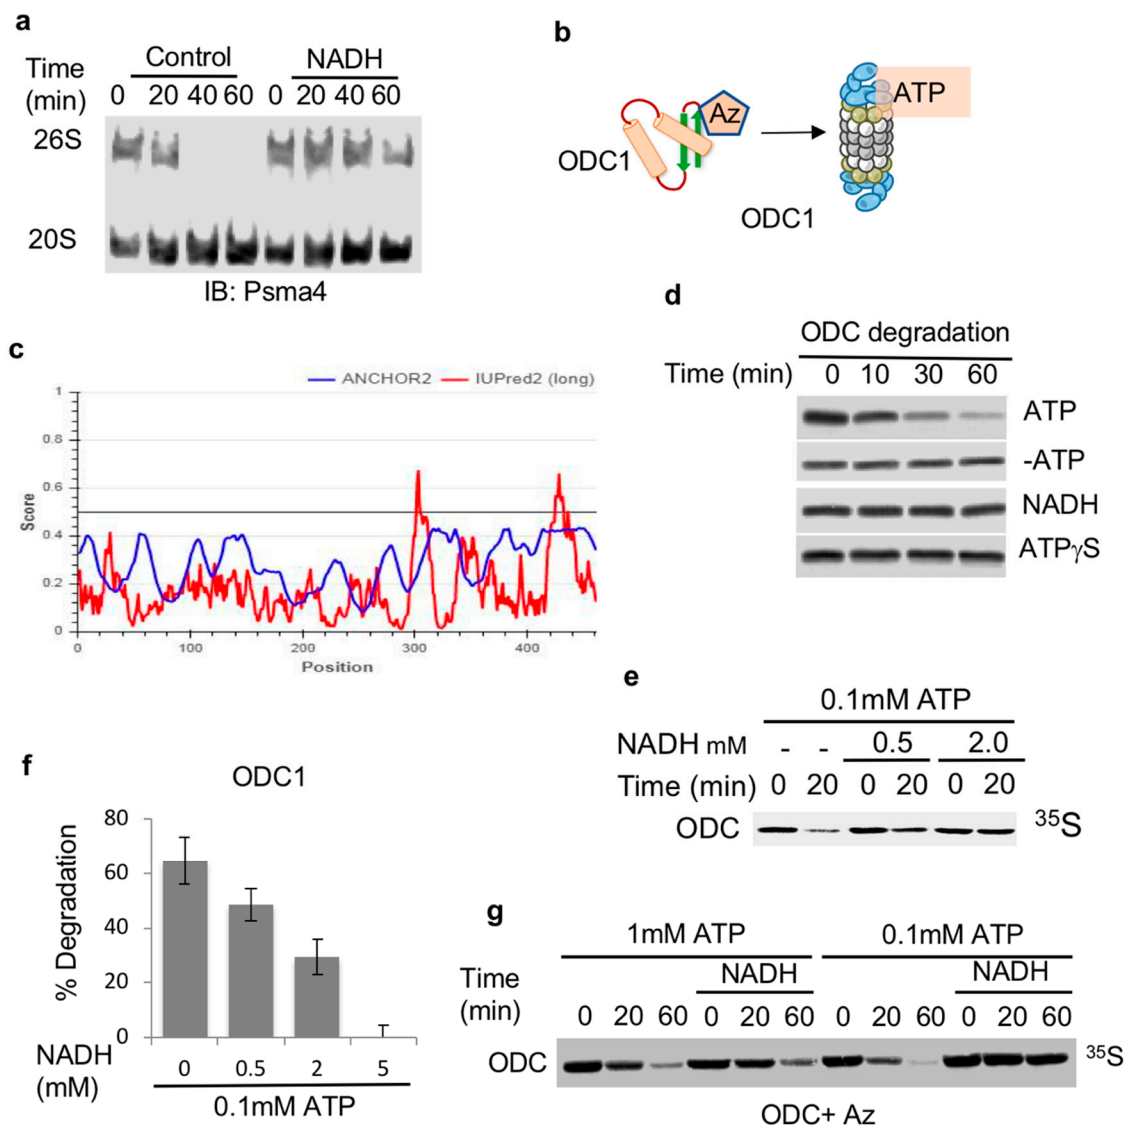 a
Control NADH
Time
(min) 0 20 40 60 0 20 40 60
26S
20S
IB: Psma4
b
ODC1
Az
ATP
ODC1
c
ANCHOR2 IUPred2 (long)
1
0.8
0.6
0.4
0.2
0
Score
0 100 200 300 400
Position
d
ODC degradation
Time (min) 0 10 30 60
ATP
-ATP
NADH
ATPγS
e
0.1mM ATP
NADH mM - - 0.5 2.0
Time (min) 0 20 0 20 0 20
ODC 35S
f
ODC1
80
60
40
20
0
% Degradation
NADH
(mM) 0 0.5 2 5
0.1mM ATP
g
1mM ATP 0.1mM ATP
NADH NADH
Time
(min) 0 20 60 0 20 60 0 20 60 0 20 60
ODC 35S
ODC+ Az